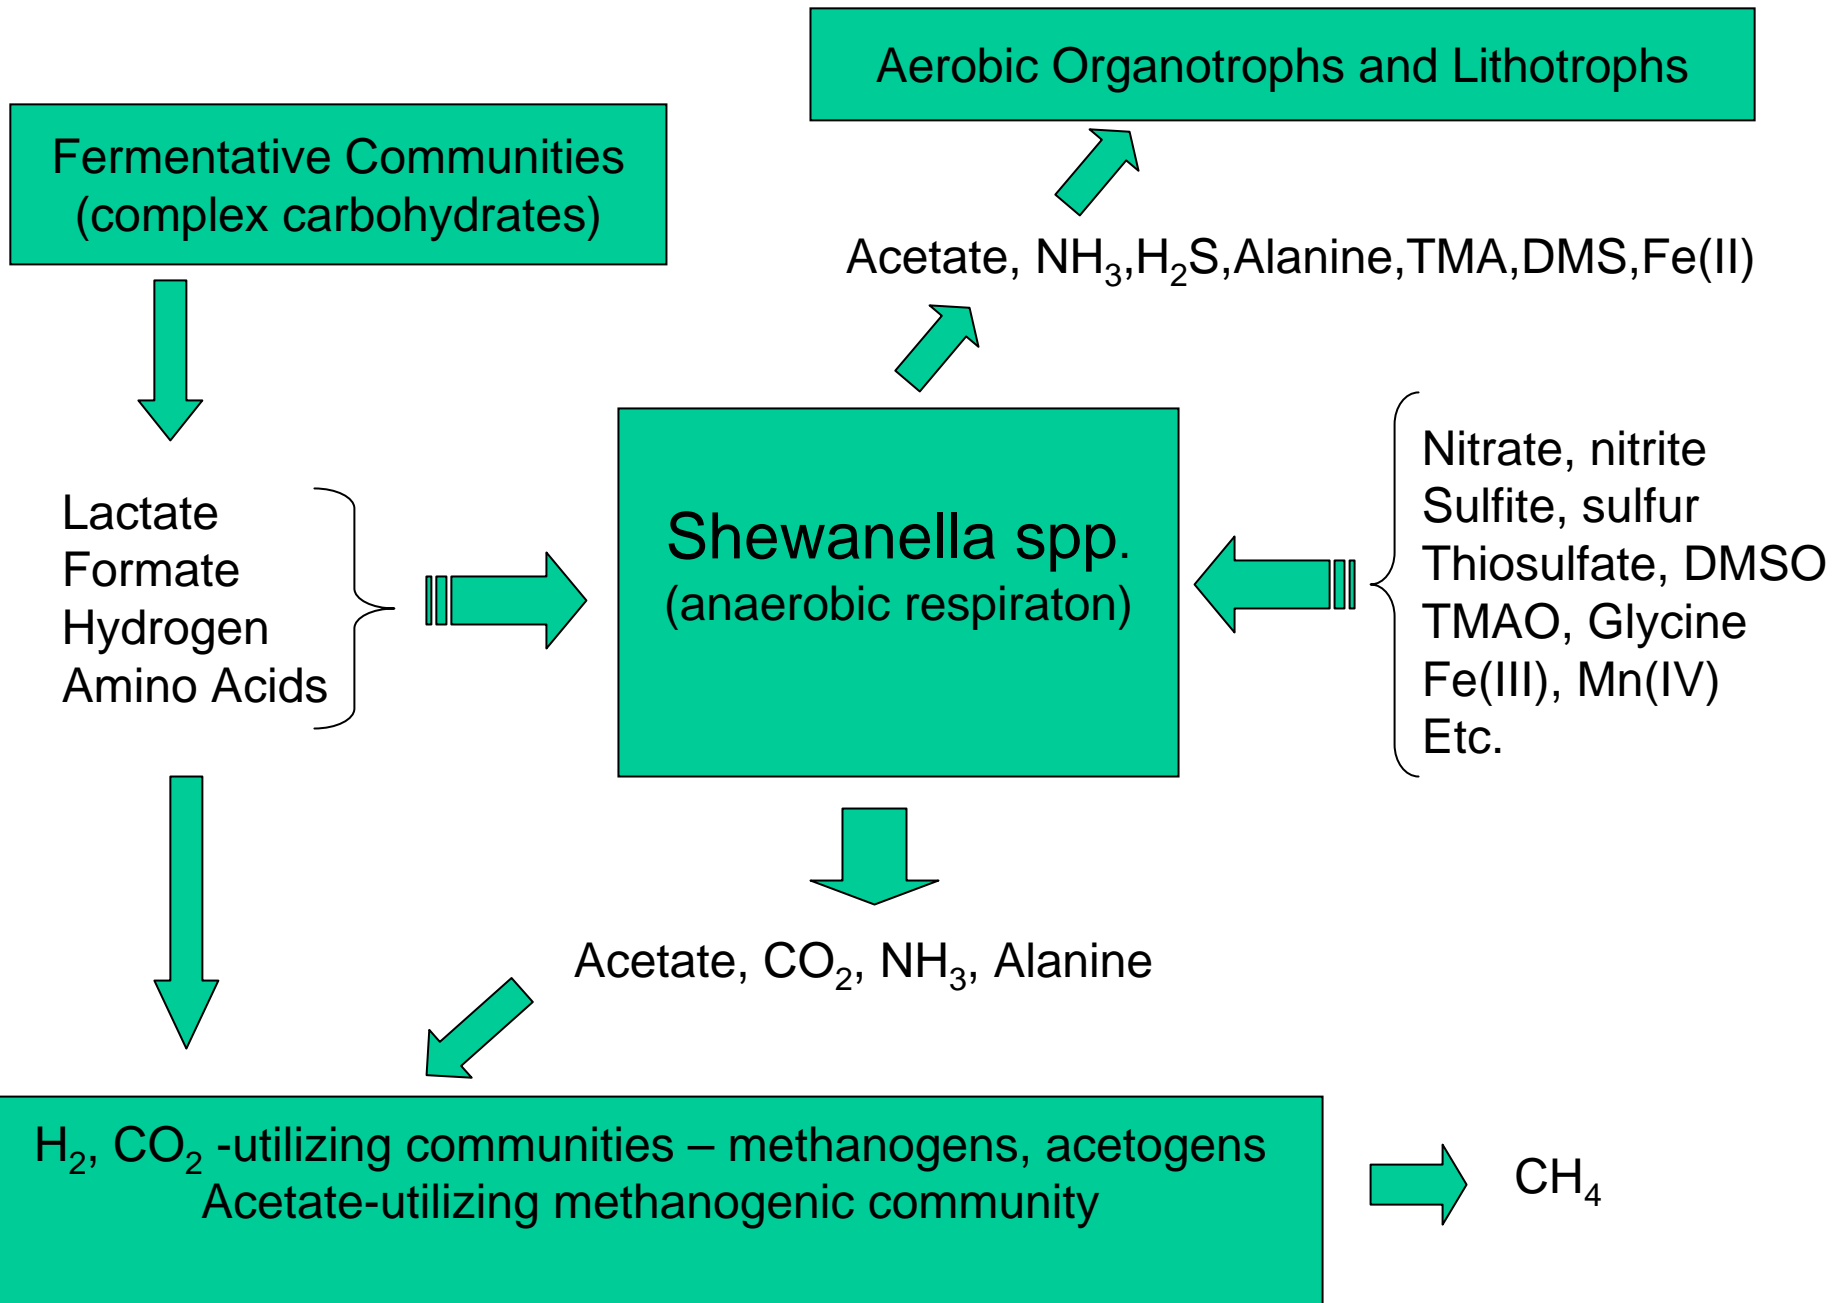 Aerobic Organotrophs and Lithotrophs
Fermentative Communities
(complex carbohydrates)
Acetate, NH₃,H₂S,Alanine,TMA,DMS,Fe(II)
Lactate
Formate
Hydrogen
Amino Acids
Shewanella spp.
(anaerobic respiraton)
Nitrate, nitrite
Sulfite, sulfur
Thiosulfate, DMSO
TMAO, Glycine
Fe(III), Mn(IV)
Etc.
Acetate, CO₂, NH₃, Alanine
H₂, CO₂ -utilizing communities – methanogens, acetogens
Acetate-utilizing methanogenic community
CH₄